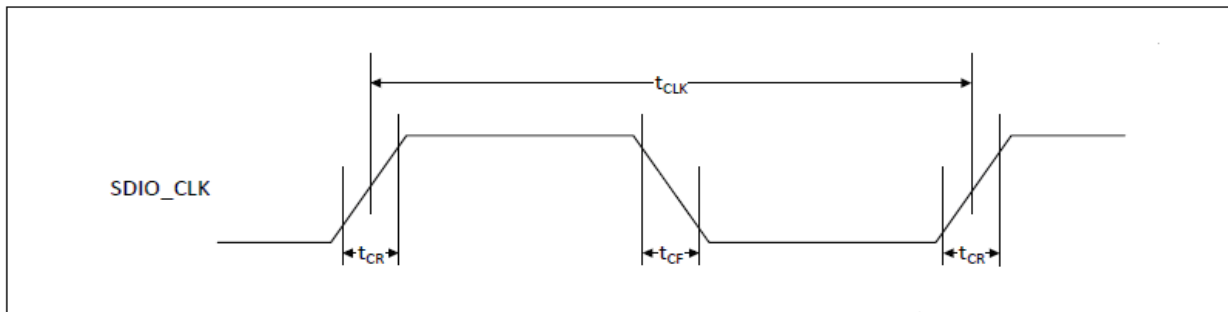 tCLK
SDIO_CLK
tCR
tCF
tCR